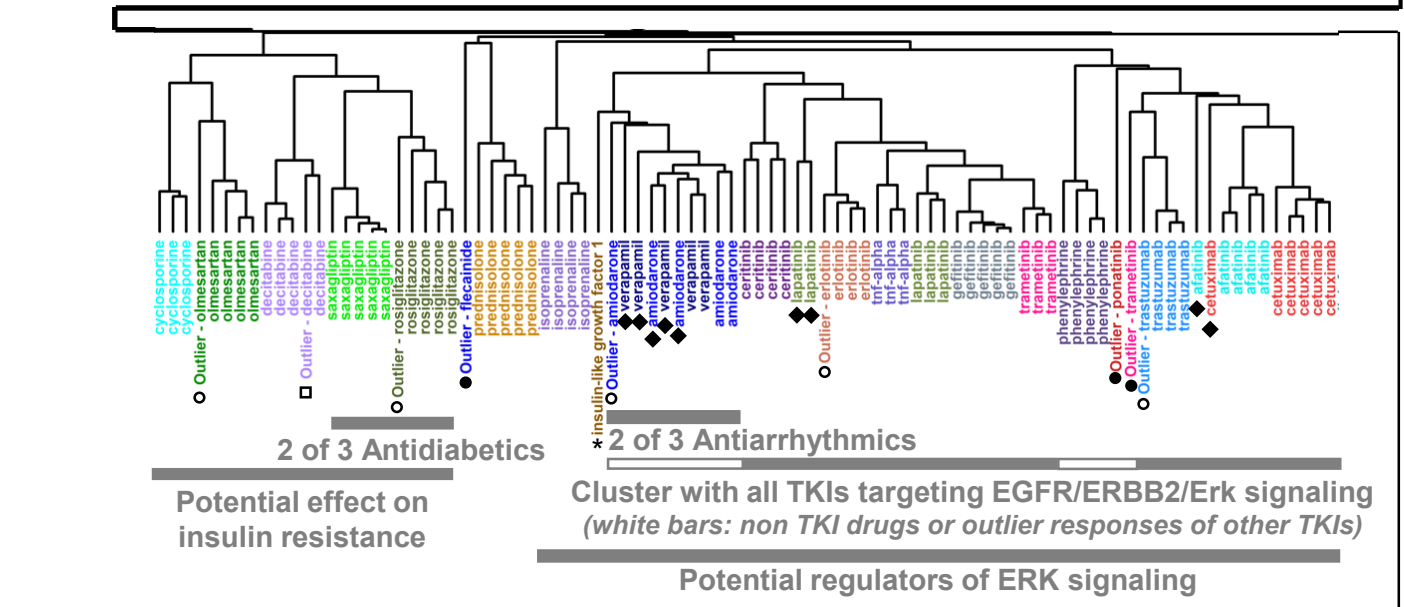 cyclosporine
cyclosporine
cyclosporine
Outlier - olmesartan
olmesartan
olmesartan
olmesartan
olmesartan
decitabine
decitabine
decitabine
Outlier - decitabine
decitabine
saxagliptin
saxagliptin
saxagliptin
saxagliptin
saxagliptin
Outlier - rosiglitazone
rosiglitazone
rosiglitazone
rosiglitazone
rosiglitazone
Outlier - flecainide
prednisolone
prednisolone
prednisolone
prednisolone
prednisolone
isoprenaline
isoprenaline
isoprenaline
isoprenaline
* insulin-like growth factor 1
Outlier - amiodarone
verapamil
verapamil
amiodarone
verapamil
amiodarone
verapamil
verapamil
amiodarone
amiodarone
ceritinib
ceritinib
ceritinib
ceritinib
lapatinib
lapatinib
Outlier - erlotinib
erlotinib
erlotinib
erlotinib
tnf-alpha
tnf-alpha
tnf-alpha
lapatinib
lapatinib
lapatinib
gefitinib
gefitinib
gefitinib
gefitinib
gefitinib
trametinib
trametinib
trametinib
phenylephrine
phenylephrine
phenylephrine
phenylephrine
Outlier - ponatinib
Outlier - trametinib
Outlier - trastuzumab
trastuzumab
trastuzumab
trastuzumab
afatinib
cetuximab
afatinib
afatinib
afatinib
afatinib
cetuximab
cetuximab
cetuximab
cetuximab
cetuximab
2 of 3 Antidiabetics
2 of 3 Antiarrhythmics
Potential effect on
insulin resistance
Cluster with all TKIs targeting EGFR/ERBB2/Erk signaling
(white bars: non TKI drugs or outlier responses of other TKIs)
Potential regulators of ERK signaling